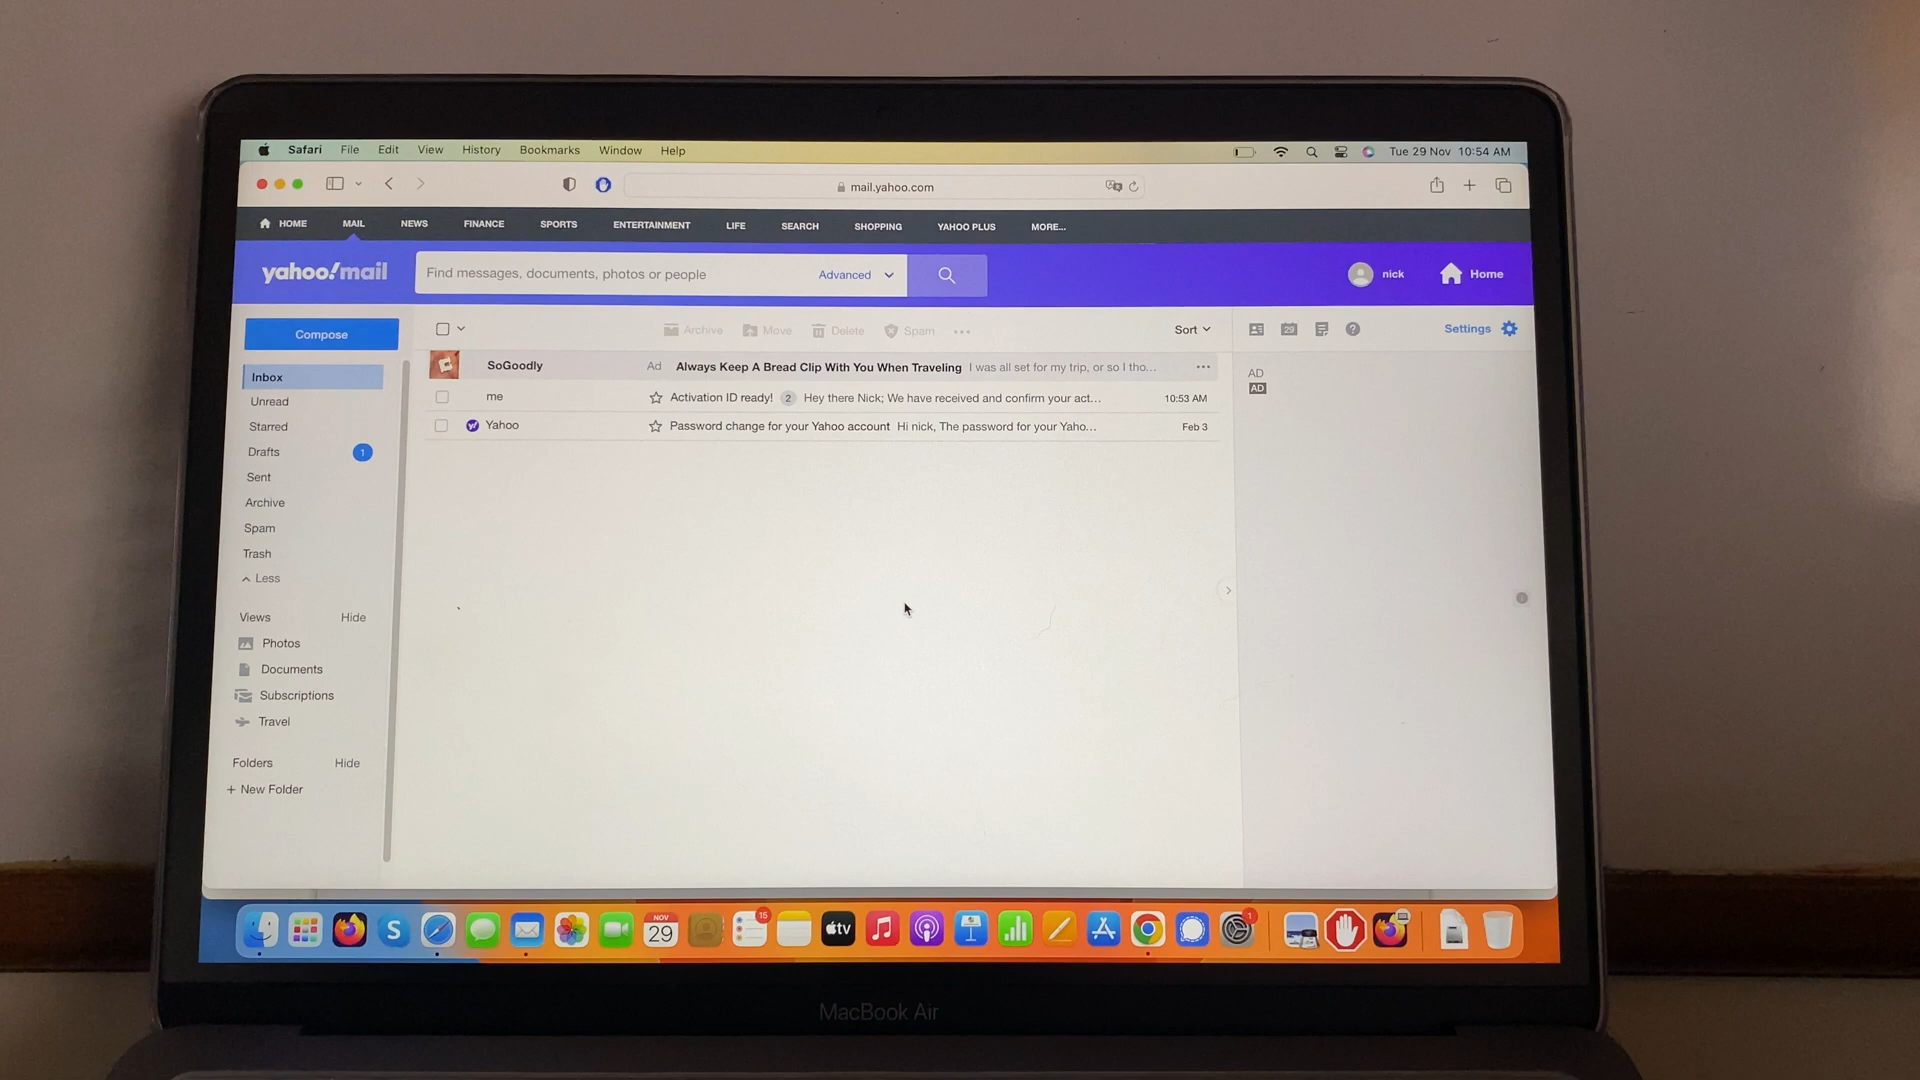 Safari File Edit View History Bookmarks Window Help Tue 29 Nov 10:54 AM
mail.yahoo.com
HOME MAIL NEWS FINANCE SPORTS ENTERTAINMENT LIFE SEARCH SHOPPING YAHOO PLUS MORE...
yahoo!mail Find messages, documents, photos or people Advanced nick Home
Compose Archive Move Delete Spam ... Sort 29 ? Settings
SoGoodly Ad Always Keep A Bread Clip With You When Traveling I was all set for my trip, or so I tho... ...
AD
AD
Inbox
me Activation ID ready! 2 Hey there Nick; We have received and confirm your act... 10:53 AM
Unread
Yahoo Password change for your Yahoo account Hi nick, The password for your Yaho... Feb 3
Starred
Drafts 1
Sent
Archive
Spam
Trash
Less
Views Hide
Photos
Documents
Subscriptions
Travel
Folders Hide
+ New Folder
S NOV 29 15 tv 1
MacBook Air